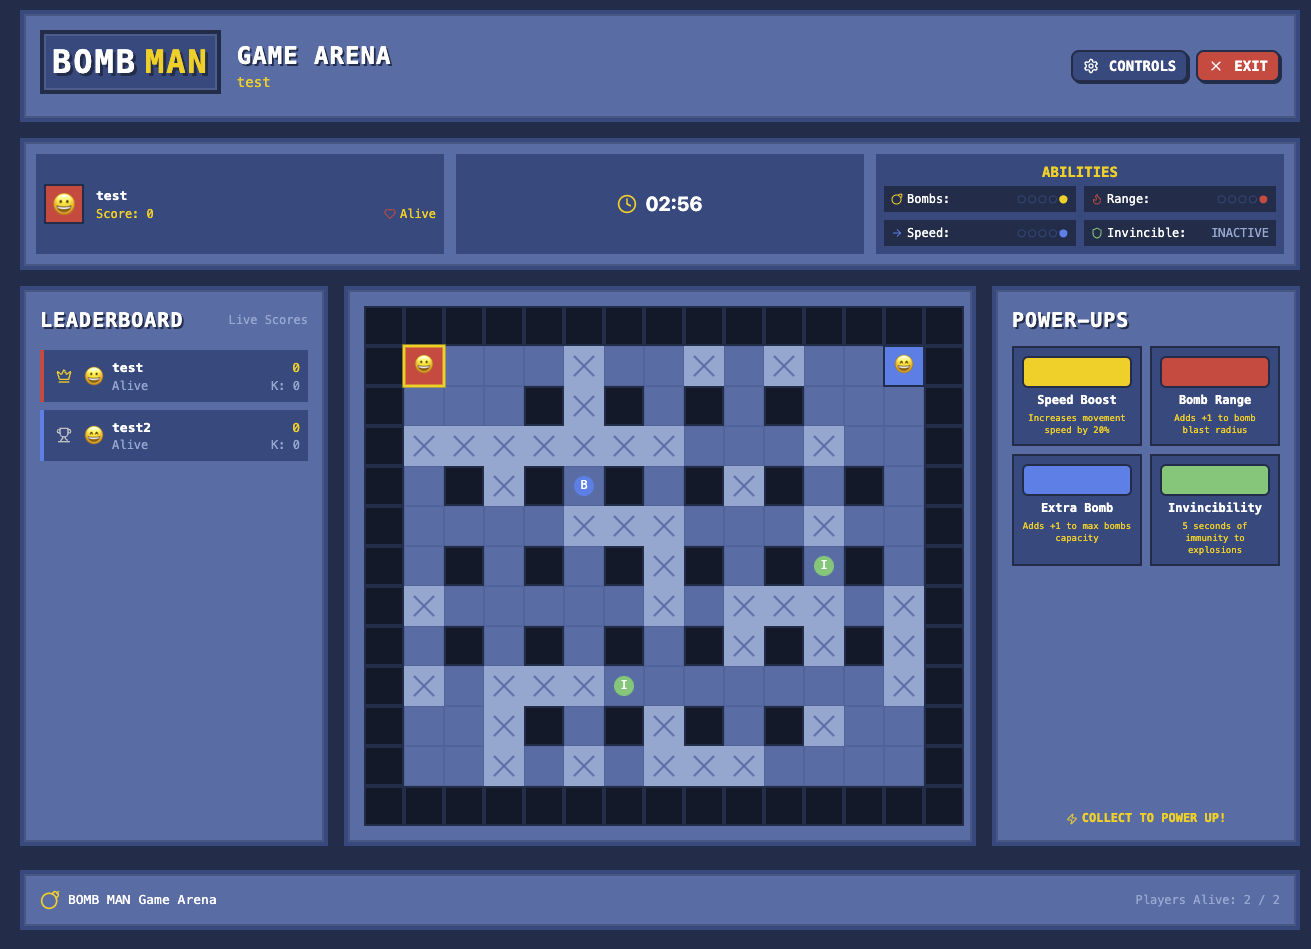 BOMB MAN
GAME ARENA
test
CONTROLS
EXIT
test
Score: 0
Alive
02:56
ABILITIES
Bombs:
Range:
Speed:
Invincible: INACTIVE
LEADERBOARD
Live Scores
test 0
Alive K: 0
test2 0
Alive K: 0
B
I
I
POWER-UPS
Speed Boost
Increases movement
speed by 20%
Bomb Range
Adds +1 to bomb
blast radius
Extra Bomb
Adds +1 to max bombs
capacity
Invincibility
5 seconds of
immunity to
explosions
COLLECT TO POWER UP!
BOMB MAN Game Arena
Players Alive: 2 / 2